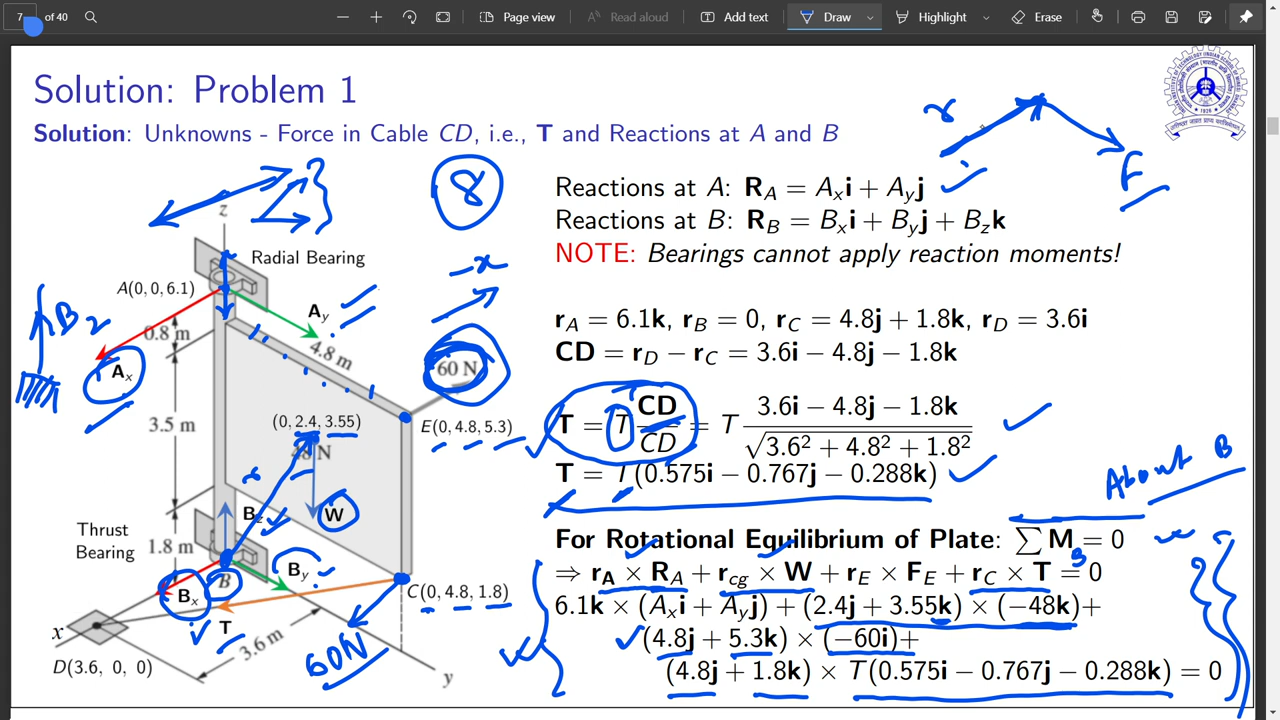 7 of 40
Page view
Read aloud
Add text
Draw
Highlight
Erase
Solution: Problem 1
Solution: Unknowns - Force in Cable CD, i.e., T and Reactions at A and B
8
r
F
z
Radial Bearing
A(0, 0, 6.1)
Bz
0.8 m
Ax
Ay
4.8 m
-x
60 N
3.5 m
(0, 2.4, 3.55)
E(0, 4.8, 5.3)
48 N
r
W
Thrust
Bearing
Bz
1.8 m
B
By
Bx
C(0, 4.8, 1.8)
x
T
3.6 m
60N
D(3.6, 0, 0)
y
Reactions at A: R_A = A_x i + A_y j
Reactions at B: R_B = B_x i + B_y j + B_z k
NOTE: Bearings cannot apply reaction moments!
r_A = 6.1k, r_B = 0, r_C = 4.8j + 1.8k, r_D = 3.6i
CD = r_D − r_C = 3.6i − 4.8j − 1.8k
T = T CD/CD = T (3.6i − 4.8j − 1.8k)/√(3.6² + 4.8² + 1.8²)
T = T(0.575i − 0.767j − 0.288k)
About B
For Rotational Equilibrium of Plate: ∑ M_B = 0
⇒ r_A × R_A + r_cg × W + r_E × F_E + r_C × T = 0
6.1k × (A_x i + A_y j) + (2.4j + 3.55k) × (−48k)+
(4.8j + 5.3k) × (−60i)+
(4.8j + 1.8k) × T(0.575i − 0.767j − 0.288k) = 0